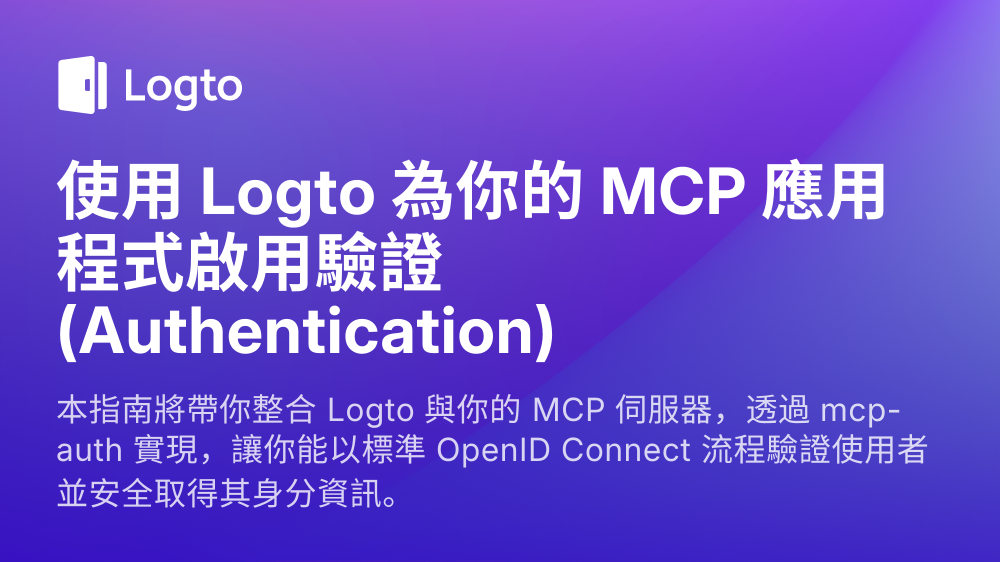 Logto
使用 Logto 為你的 MCP 應用
程式啟用驗證
(Authentication)
本指南將帶你整合 Logto 與你的 MCP 伺服器，透過 mcp-
auth 實現，讓你能以標準 OpenID Connect 流程驗證使用者
並安全取得其身分資訊。